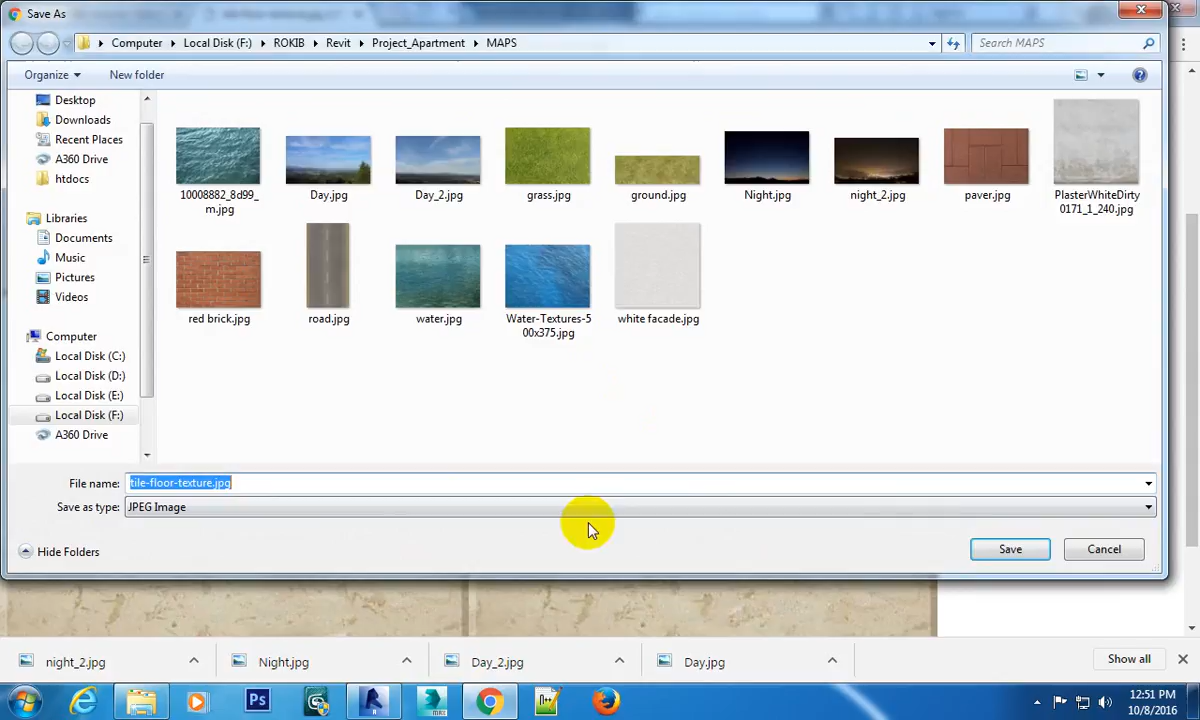 Save As
Computer
Local Disk (F:)
ROKIB
Revit
Project_Apartment
MAPS
Search MAPS
Organize
New folder
Desktop
Downloads
Recent Places
A360 Drive
htdocs
Libraries
Documents
Music
Pictures
Videos
Computer
Local Disk (C:)
Local Disk (D:)
Local Disk (E:)
Local Disk (F:)
A360 Drive
10008882_8d99_
m.jpg
Day.jpg
Day_2.jpg
grass.jpg
ground.jpg
Night.jpg
night_2.jpg
paver.jpg
PlasterWhiteDirty
0171_1_240.jpg
red brick.jpg
road.jpg
water.jpg
Water-Textures-5
00x375.jpg
white facade.jpg
File name:
tile-floor-texture.jpg
Save as type:
JPEG Image
Hide Folders
Save
Cancel
night_2.jpg
Night.jpg
Day_2.jpg
Day.jpg
Show all
Ps
MAX
12:51 PM
10/8/2016